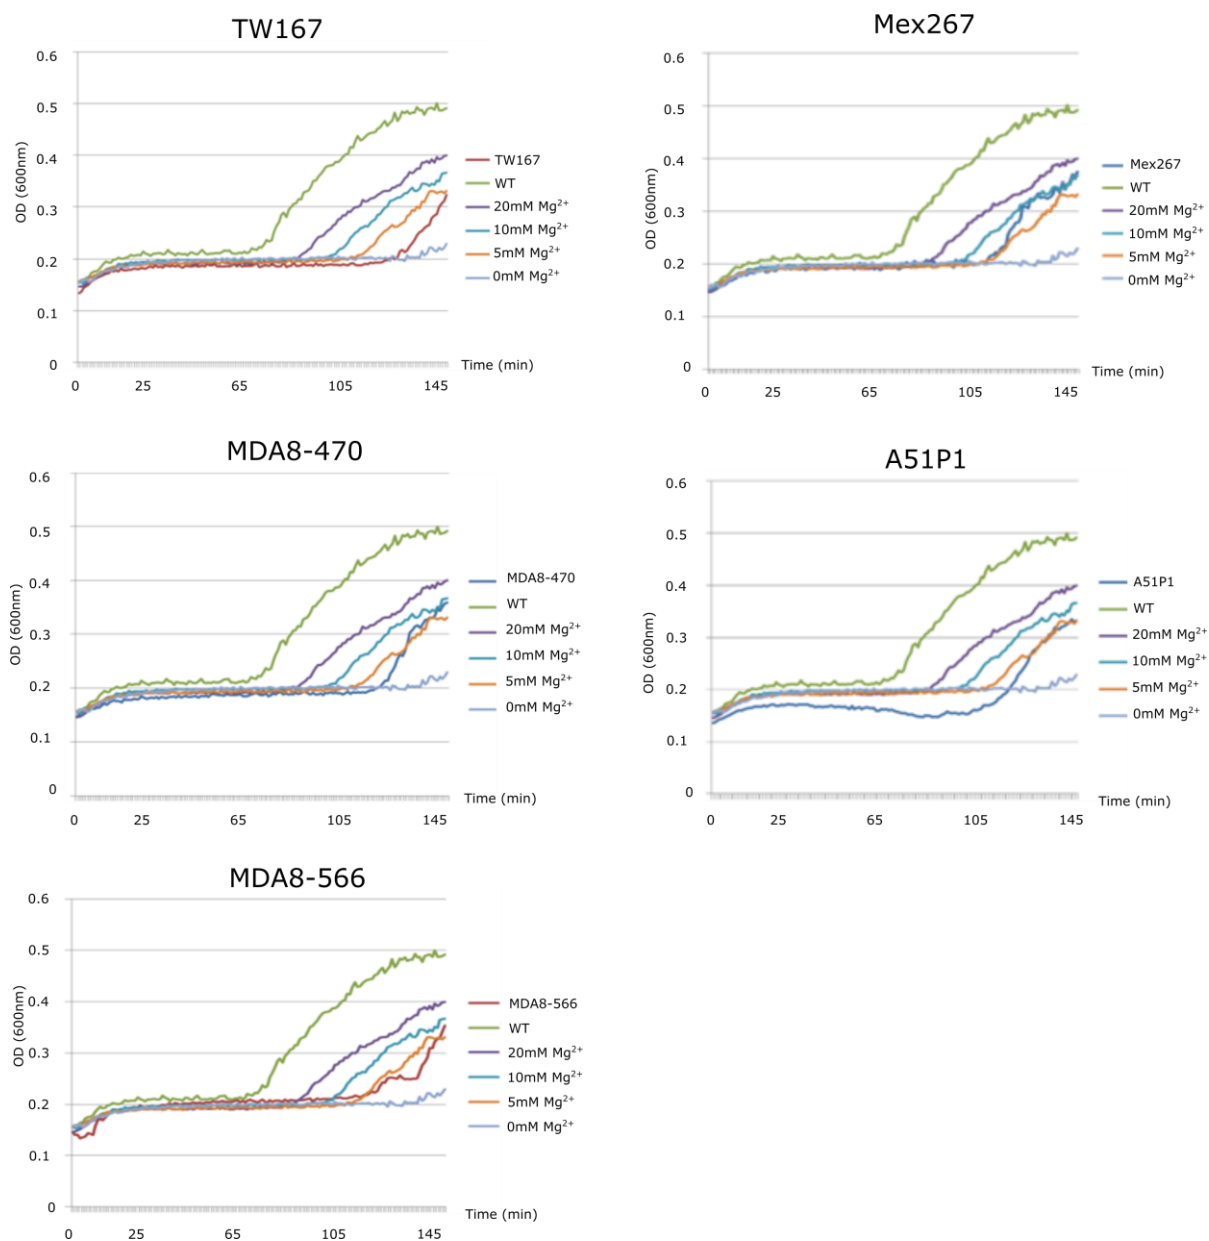 TW167
0.6
0.5
0.4
0.3
0.2
0.1
0
OD (600nm)
TW167
WT
20mM Mg²⁺
10mM Mg²⁺
5mM Mg²⁺
0mM Mg²⁺
Time (min)
0 25 65 105 145
Mex267
0.6
0.5
0.4
0.3
0.2
0.1
0
OD (600nm)
Mex267
WT
20mM Mg²⁺
10mM Mg²⁺
5mM Mg²⁺
0mM Mg²⁺
Time (min)
0 25 65 105 145
MDA8-470
0.6
0.5
0.4
0.3
0.2
0.1
0
OD (600nm)
MDA8-470
WT
20mM Mg²⁺
10mM Mg²⁺
5mM Mg²⁺
0mM Mg²⁺
Time (min)
0 25 65 105 145
A51P1
0.6
0.5
0.4
0.3
0.2
0.1
0
OD (600nm)
A51P1
WT
20mM Mg²⁺
10mM Mg²⁺
5mM Mg²⁺
0mM Mg²⁺
Time (min)
0 25 65 105 145
MDA8-566
0.6
0.5
0.4
0.3
0.2
0.1
0
OD (600nm)
MDA8-566
WT
20mM Mg²⁺
10mM Mg²⁺
5mM Mg²⁺
0mM Mg²⁺
Time (min)
0 25 65 105 145